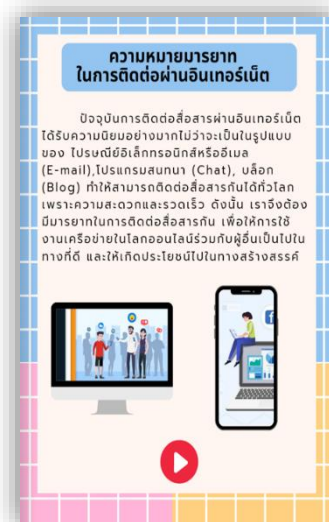 ความหมายมารยาท
ในการติดต่อผ่านอินเทอร์เน็ต
ปัจจุบันการติดต่อสื่อสารผ่านอินเทอร์เน็ต
ได้รับความนิยมอย่างมากไม่ว่าจะเป็นในรูปแบบ
ของ ไปรษณีย์อิเล็กทรอนิกส์หรืออีเมล
(E-mail),โปรแกรมสนทนา (Chat), บล็อก
(Blog) ทำให้สามารถติดต่อสื่อสารกันได้ทั่วโลก
เพราะความสะดวกและรวดเร็ว ดังนั้น เราจึงต้อง
มีมารยาทในการติดต่อสื่อสารกัน เพื่อให้การใช้
งานเครือข่ายในโลกออนไลน์ร่วมกับผู้อื่นเป็นไปใน
ทางที่ดี และให้เกิดประโยชน์ไปในทางสร้างสรรค์